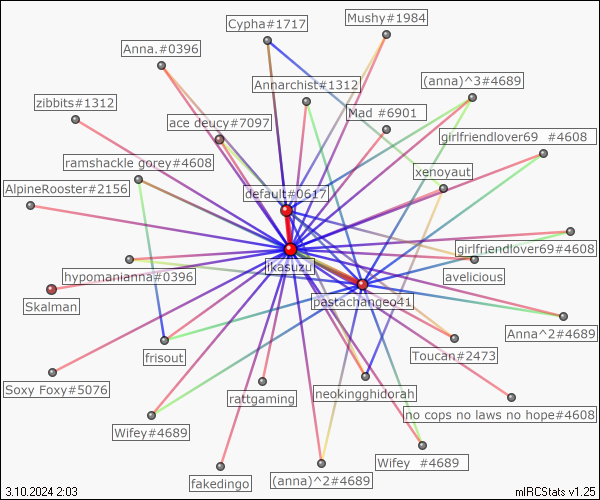 Mushy#1984
Cypha#1717
Anna.#0396
Annarchist#1312
(anna)^3#4689
zibbits#1312
Mad #6901
ace deucy#7097
girlfriendlover69 #4608
ramshackle gorey#4608
xenoyaut
AlpineRooster#2156
default#0617
girlfriendlover69#4608
ikasuzu
hypomanianna#0396
avelicious
Skalman
pastachangeo41
Anna^2#4689
frisout
Toucan#2473
Soxy Foxy#5076
rattgaming
neokingghidorah
no cops no laws no hope#4608
Wifey#4689
Wifey #4689
fakedingo
(anna)^2#4689
3.10.2024 2:03
mIRCStats v1.25